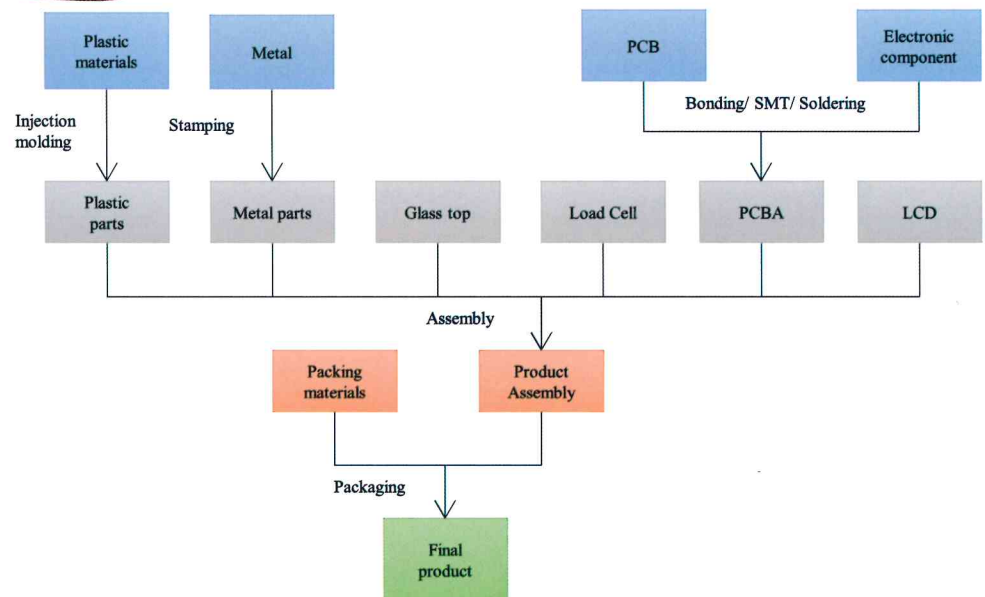 Plastic
materials
Metal
PCB
Electronic
component
Injection
molding
Stamping
Bonding/ SMT/ Soldering
Plastic
parts
Metal parts
Glass top
Load Cell
PCBA
LCD
Assembly
Packing
materials
Product
Assembly
Packaging
Final
product